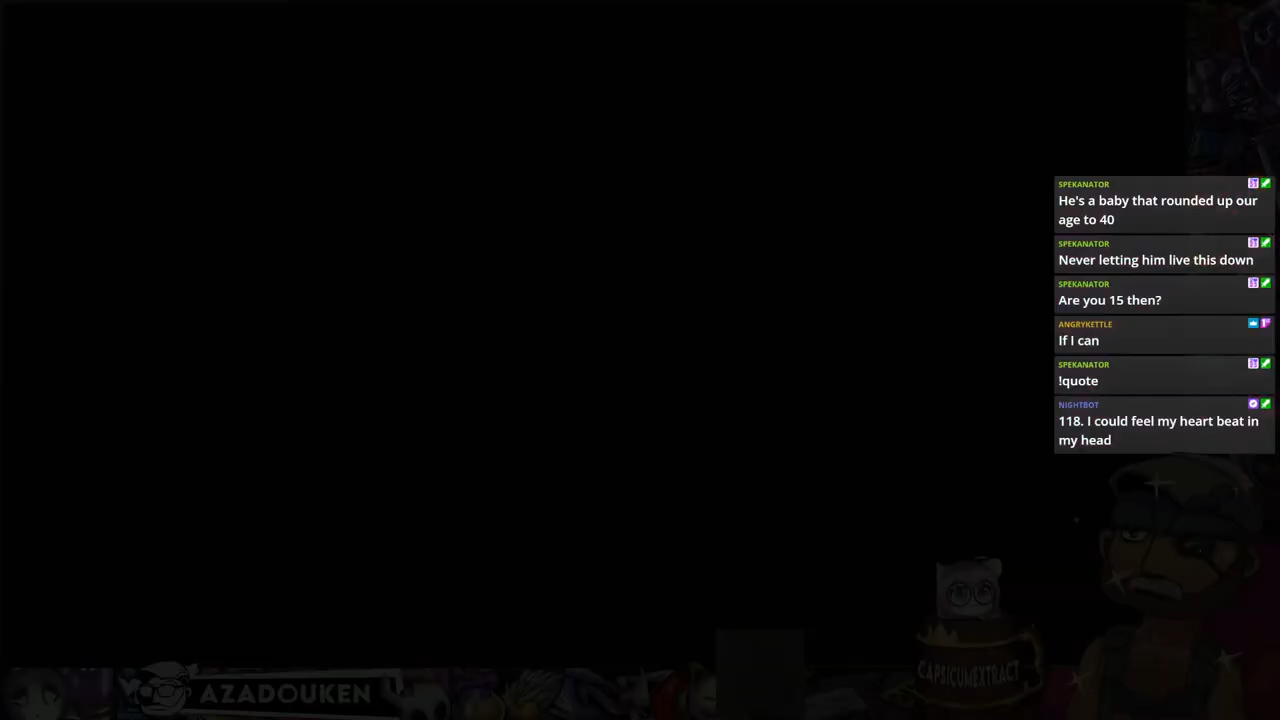 SPEKANATOR
He's a baby that rounded up our
age to 40
SPEKANATOR
Never letting him live this down
SPEKANATOR
Are you 15 then?
ANGRYKETTLE
If I can
SPEKANATOR
!quote
NIGHTBOT
118. I could feel my heart beat in
my head
CAPSICUMEXTRACT
AZADOUKEN